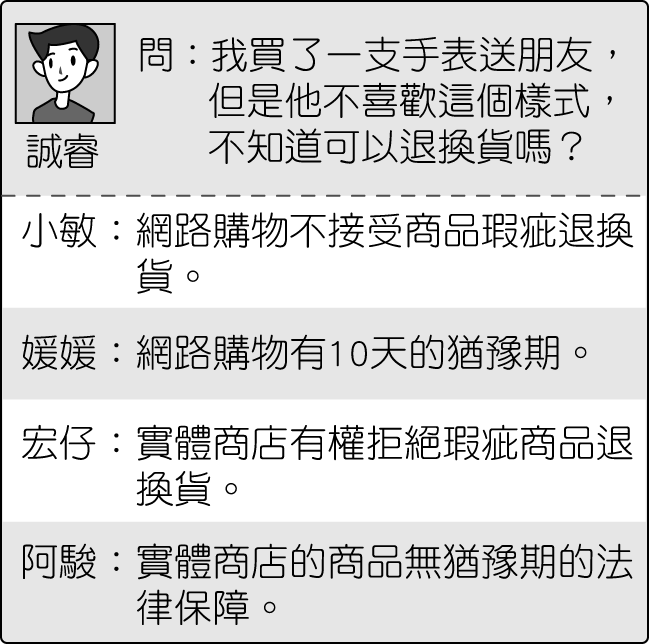 問：我買了一支手表送朋友，
但是他不喜歡這個樣式，
不知道可以退換貨嗎？
誠睿
小敏：網路購物不接受商品瑕疵退換
貨。
媛媛：網路購物有10天的猶豫期。
宏仔：實體商店有權拒絕瑕疵商品退
換貨。
阿駿：實體商店的商品無猶豫期的法
律保障。